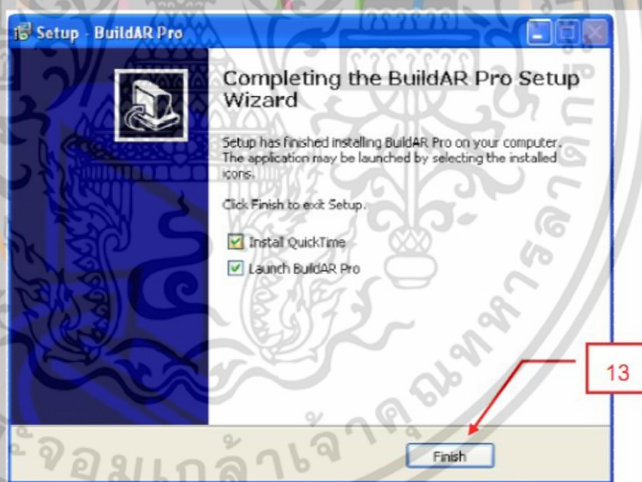 Setup - BuildAR Pro
Completing the BuildAR Pro Setup
Wizard
Setup has finished installing BuildAR Pro on your computer.
The application may be launched by selecting the installed
icons.
Click Finish to exit Setup.
Install QuickTime
Launch BuildAR Pro
13
Finish